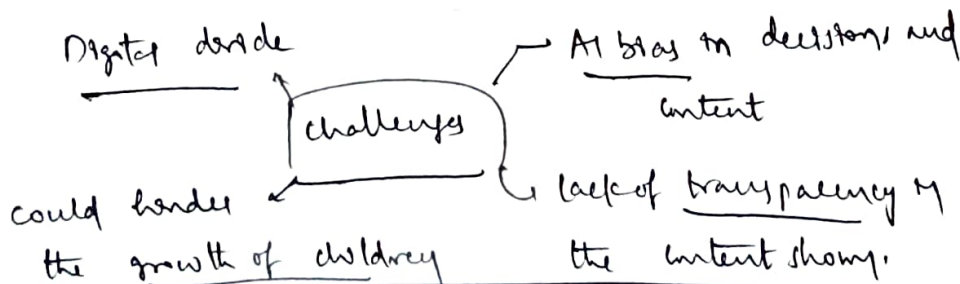 Digital divide
AI bias in decisions and
content
challenges
could hinder
the growth of children
lack of transparency in
the content shown.